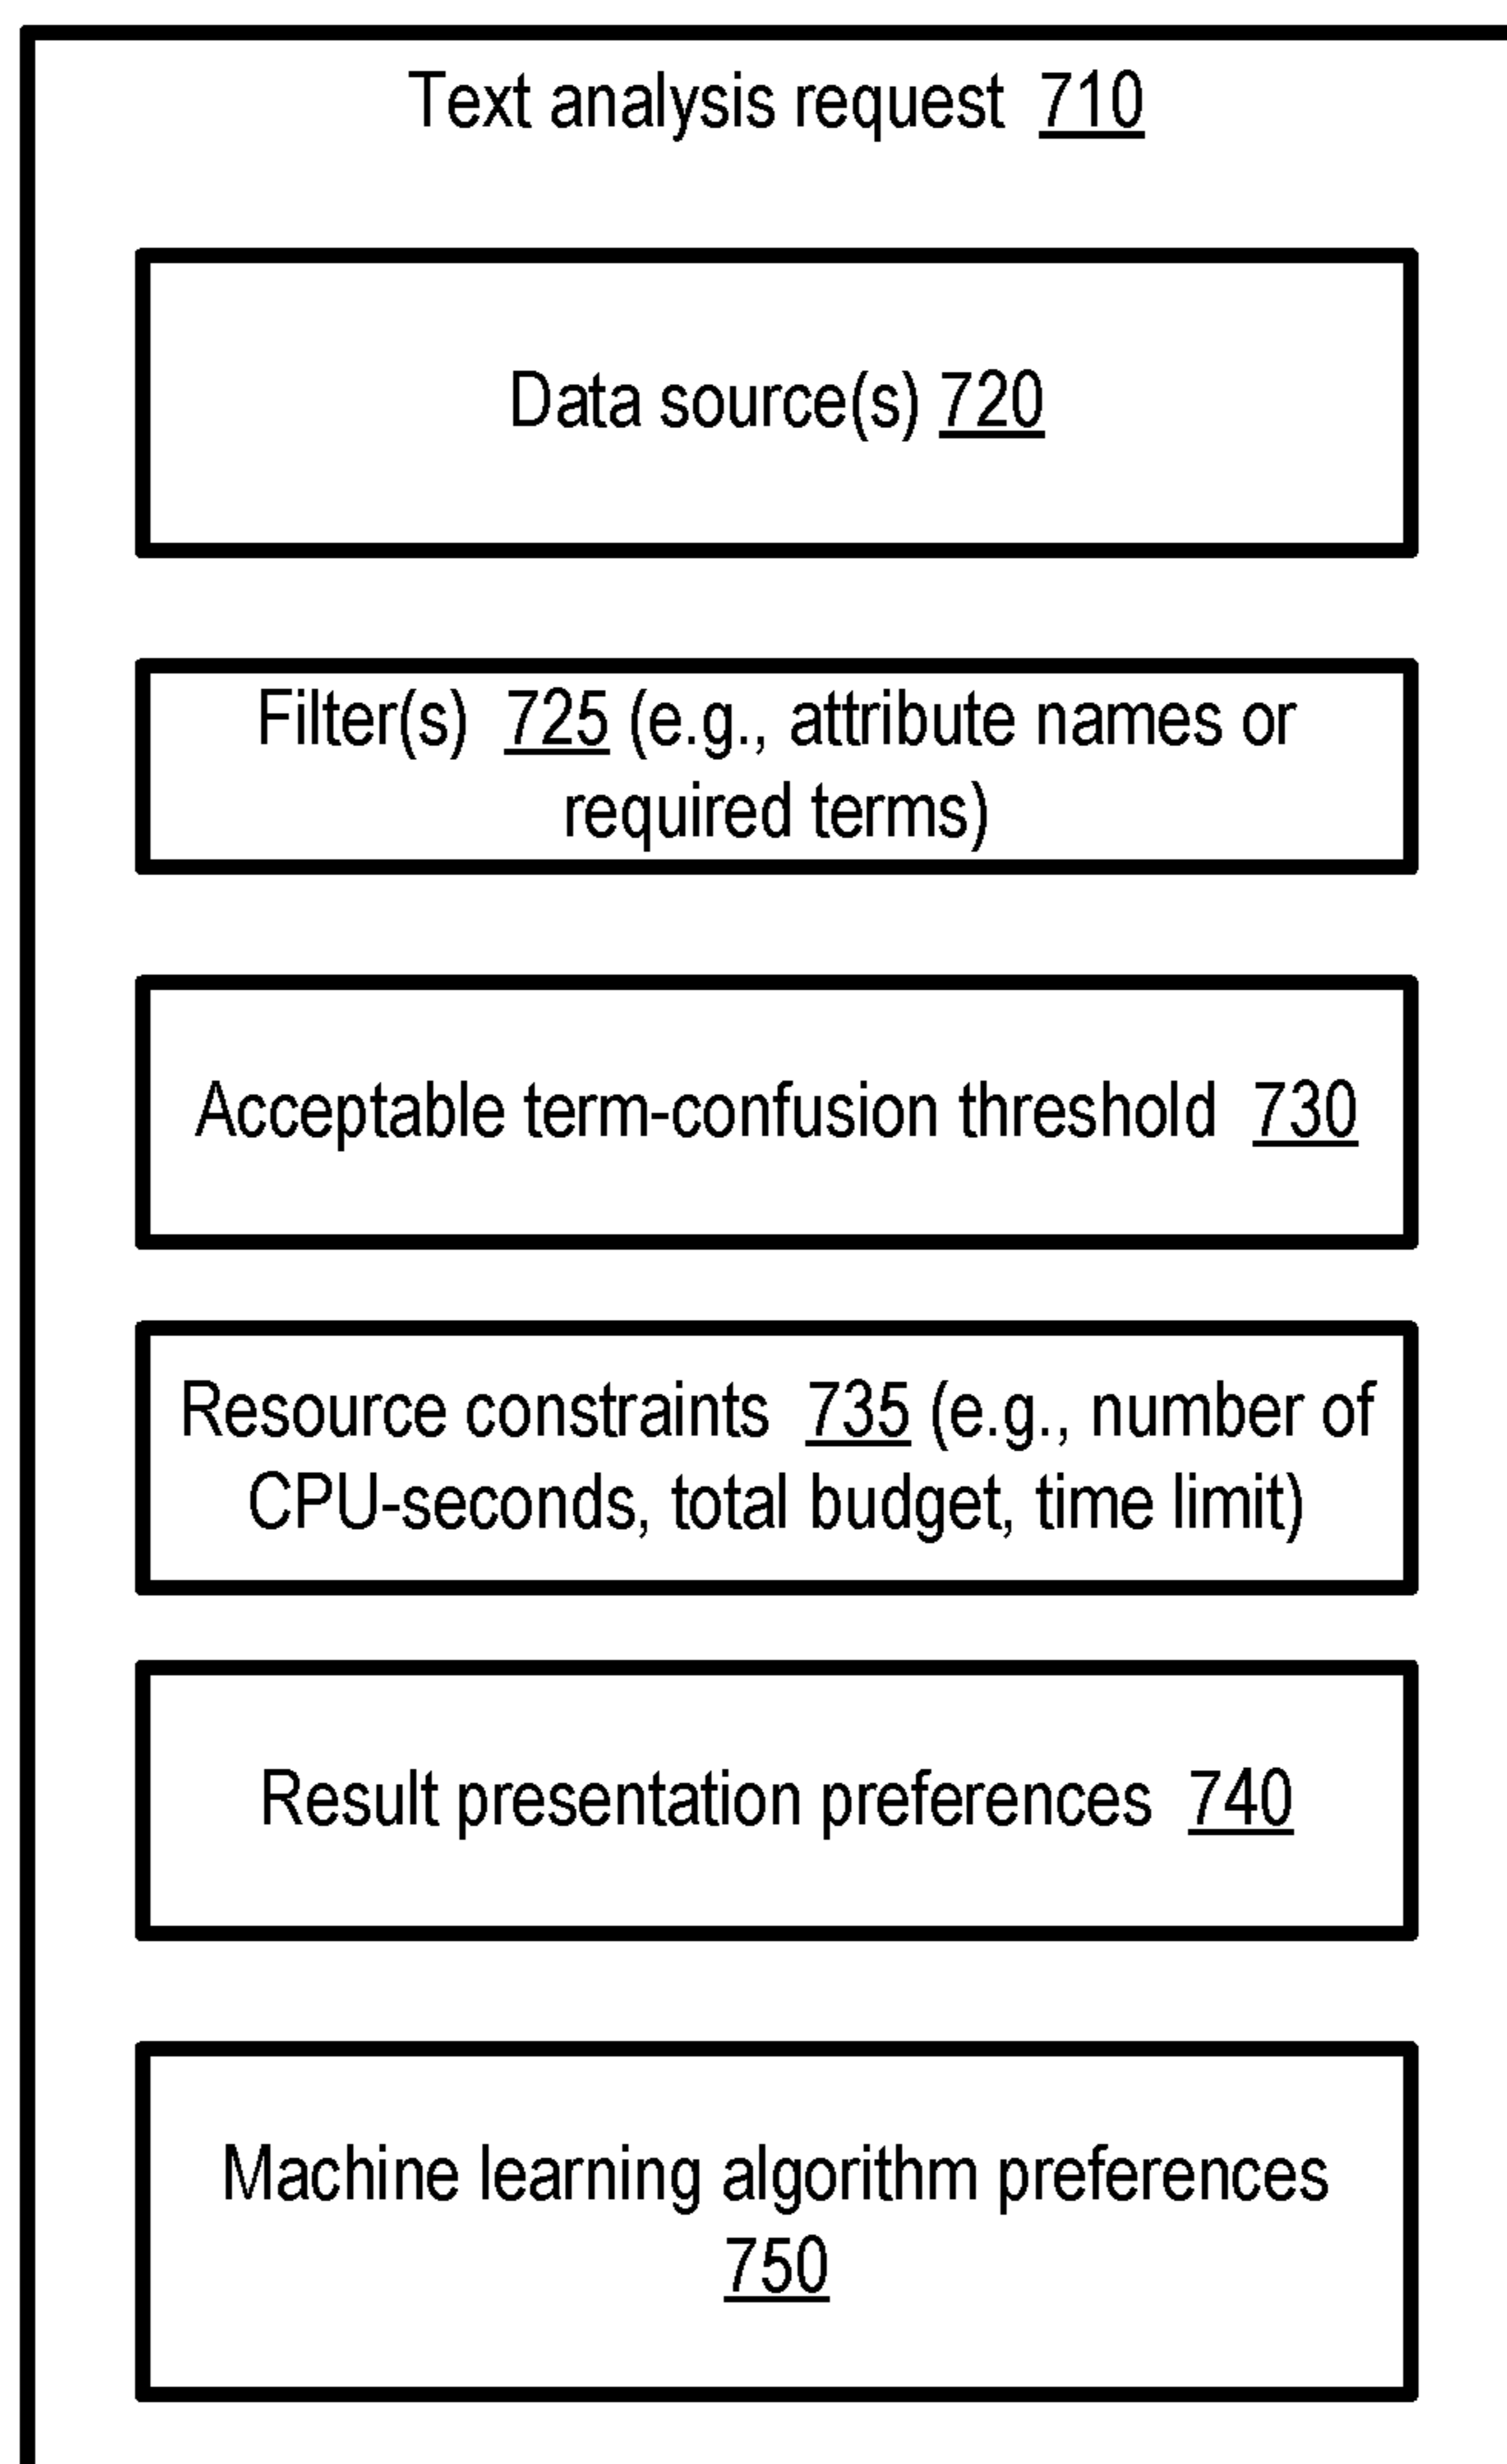 Text analysis request 710
Data source(s) 720
Filter(s) 725 (e.g., attribute names or
required terms)
Acceptable term-confusion threshold 730
Resource constraints 735 (e.g., number of
CPU-seconds, total budget, time limit)
Result presentation preferences 740
Machine learning algorithm preferences
750